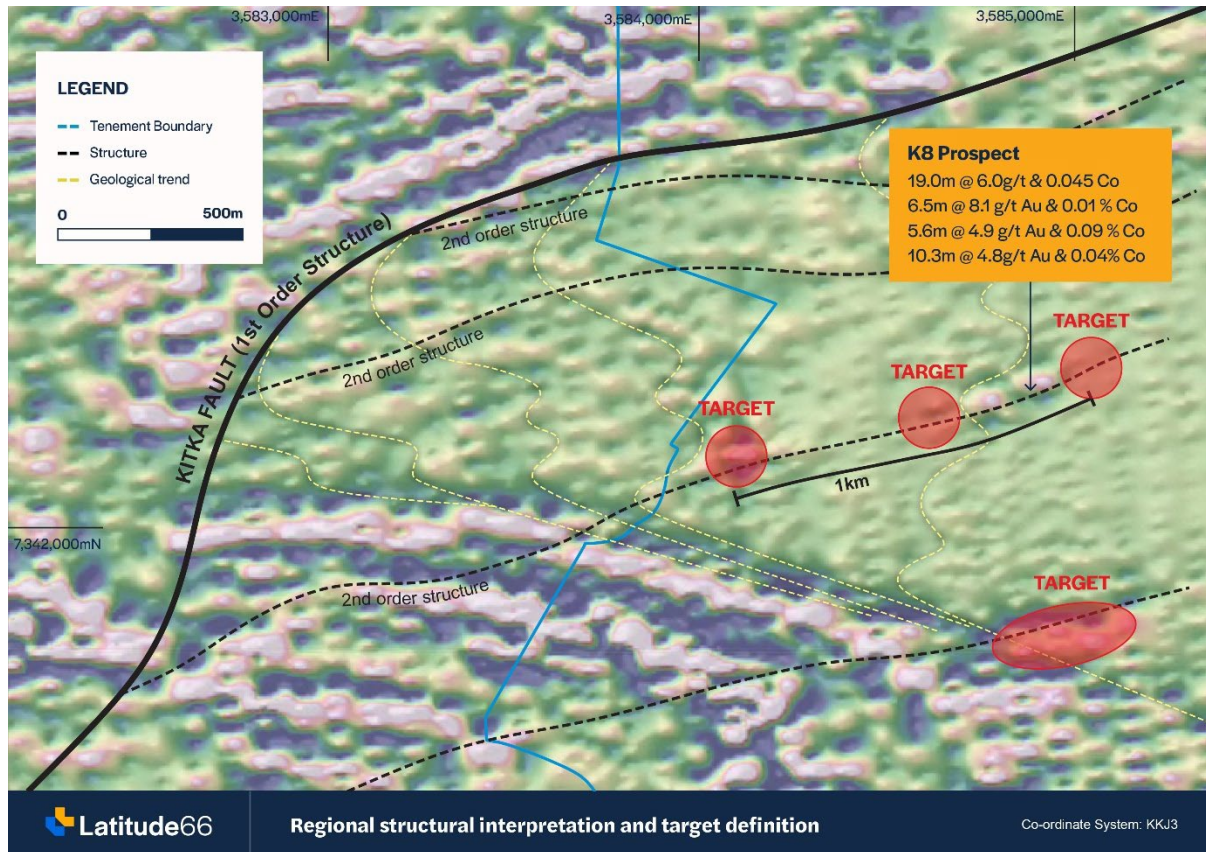 3,583,000mE
3,584,000mE
3,585,000mE
LEGEND
Tenement Boundary
Structure
Geological trend
0 500m
K8 Prospect
19.0m @ 6.0g/t & 0.045 Co
6.5m @ 8.1 g/t Au & 0.01 % Co
5.6m @ 4.9 g/t Au & 0.09 % Co
10.3m @ 4.8g/t Au & 0.04% Co
KITKA FAULT (1st Order Structure)
2nd order structure
2nd order structure
TARGET
TARGET
TARGET
1km
7,342,000mN
2nd order structure
TARGET
Latitude66
Regional structural interpretation and target definition
Co-ordinate System: KKJ3